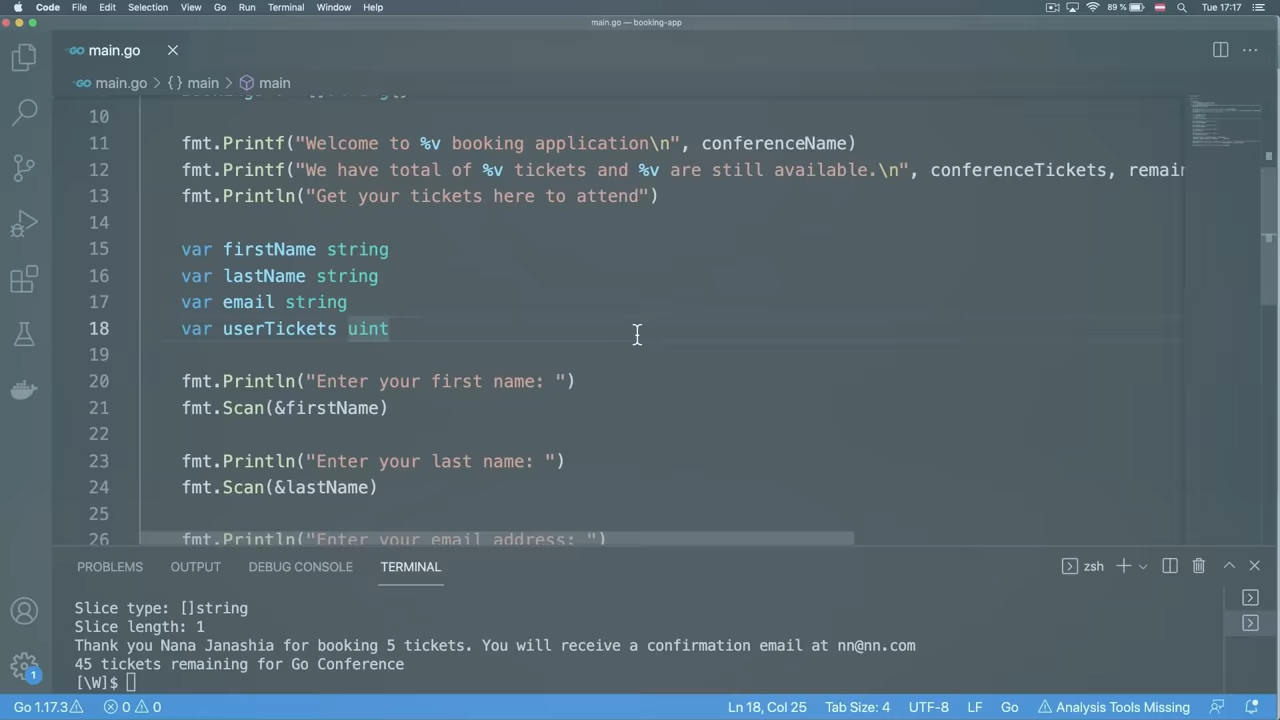 Code File Edit Selection View Go Run Terminal Window Help 89 % Tue 17:17
main.go — booking-app
main.go
main.go > {} main > main
10
11 fmt.Printf("Welcome to %v booking application\n", conferenceName)
12 fmt.Printf("We have total of %v tickets and %v are still available.\n", conferenceTickets, remain
13 fmt.Println("Get your tickets here to attend")
14
15 var firstName string
16 var lastName string
17 var email string
18 var userTickets uint
19
20 fmt.Println("Enter your first name: ")
21 fmt.Scan(&firstName)
22
23 fmt.Println("Enter your last name: ")
24 fmt.Scan(&lastName)
25
26 fmt.Println("Enter your email address: ")
PROBLEMS OUTPUT DEBUG CONSOLE TERMINAL zsh
Slice type: []string
Slice length: 1
Thank you Nana Janashia for booking 5 tickets. You will receive a confirmation email at nn@nn.com
45 tickets remaining for Go Conference
[\W]$
1
Go 1.17.3 0 0 Ln 18, Col 25 Tab Size: 4 UTF-8 LF Go Analysis Tools Missing